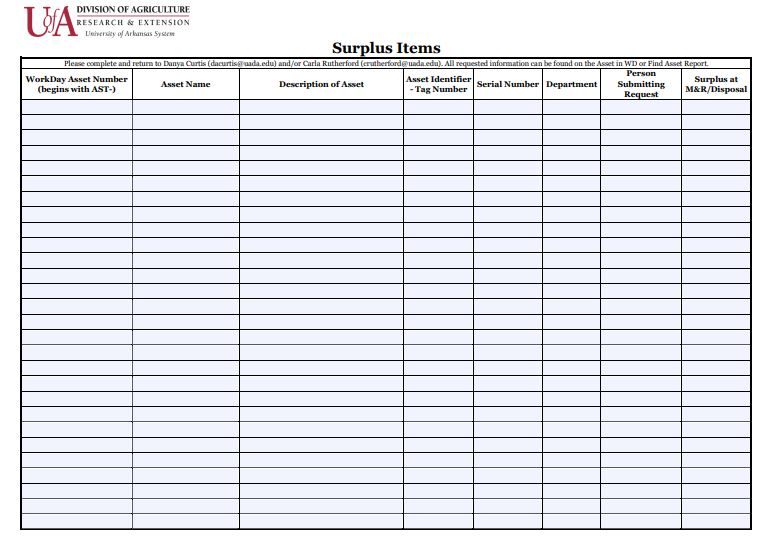 UofA DIVISION OF AGRICULTURE
RESEARCH & EXTENSION
University of Arkansas System
Surplus Items
Please complete and return to Danya Curtis (dacurtis@uada.edu) and/or Carla Rutherford (crutherford@uada.edu). All requested information can be found on the Asset in WD or Find Asset Report.
WorkDay Asset Number
(begins with AST-)
Asset Name
Description of Asset
Asset Identifier
- Tag Number
Serial Number
Department
Person
Submitting
Request
Surplus at
M&R/Disposal